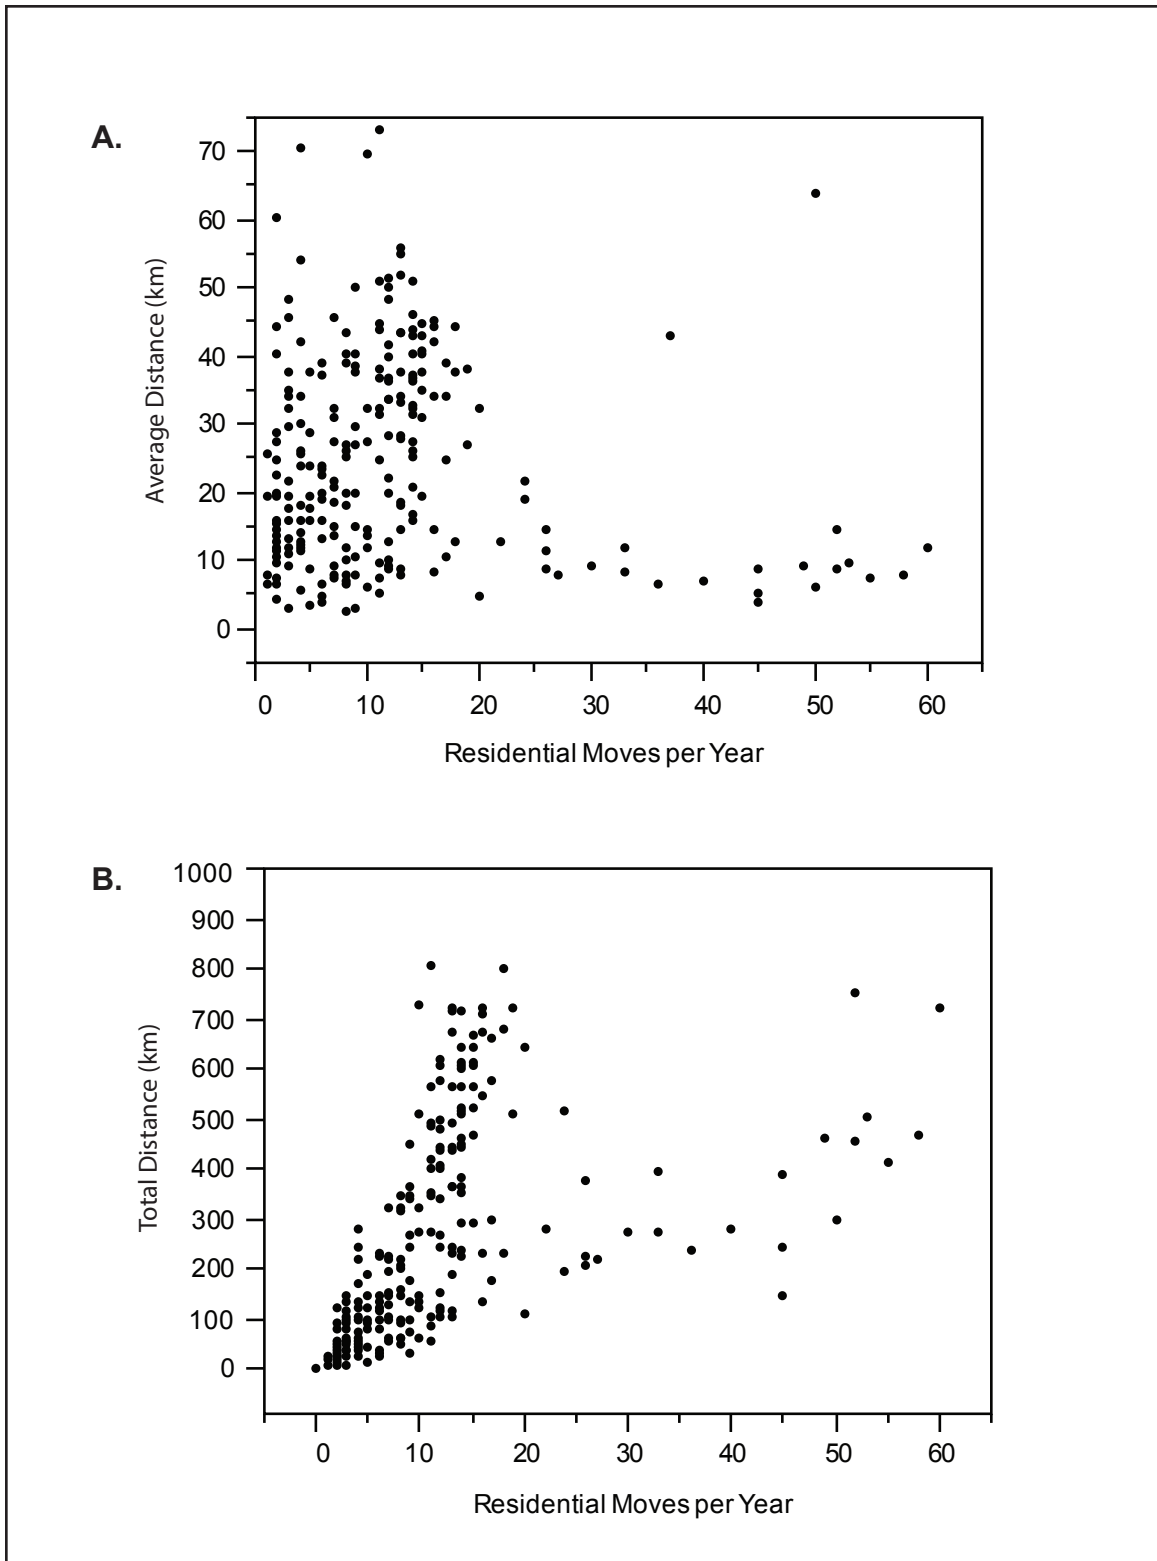 A.
70
60
50
40
30
20
10
0
Average Distance (km)
0 10 20 30 40 50 60
Residential Moves per Year
B.
1000
900
800
700
600
500
400
300
200
100
0
Total Distance (km)
0 10 20 30 40 50 60
Residential Moves per Year